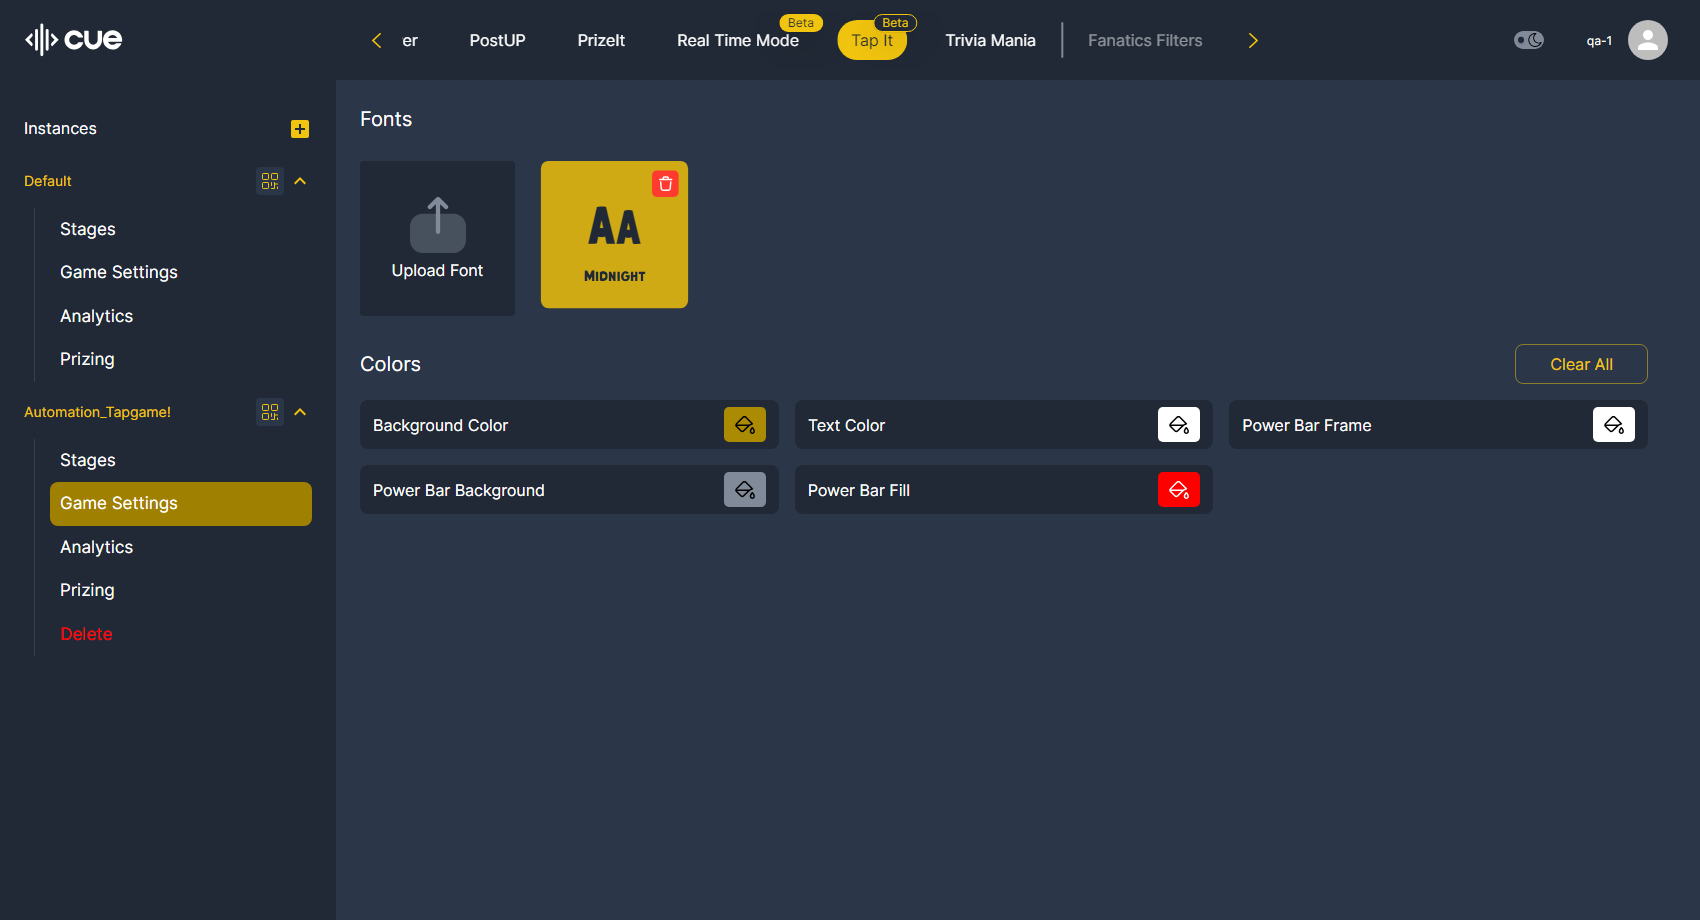 cue
er
PostUP
PrizeIt
Real Time Mode
Beta
Tap It
Beta
Trivia Mania
Fanatics Filters
qa-1
Instances
Default
Stages
Game Settings
Analytics
Prizing
Automation_Tapgame!
Stages
Game Settings
Analytics
Prizing
Delete
Fonts
Upload Font
AA
MIDNIGHT
Colors
Clear All
Background Color
Text Color
Power Bar Frame
Power Bar Background
Power Bar Fill